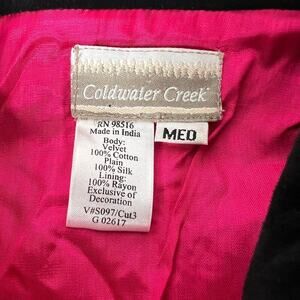 Coldwater Creek
RN 98516
Made in India
MED
Body:
Velvet
100% Cotton
Plain
100% Silk
Lining:
100% Rayon
Exclusive of
Decoration
V#S097/Cut3
G 02617